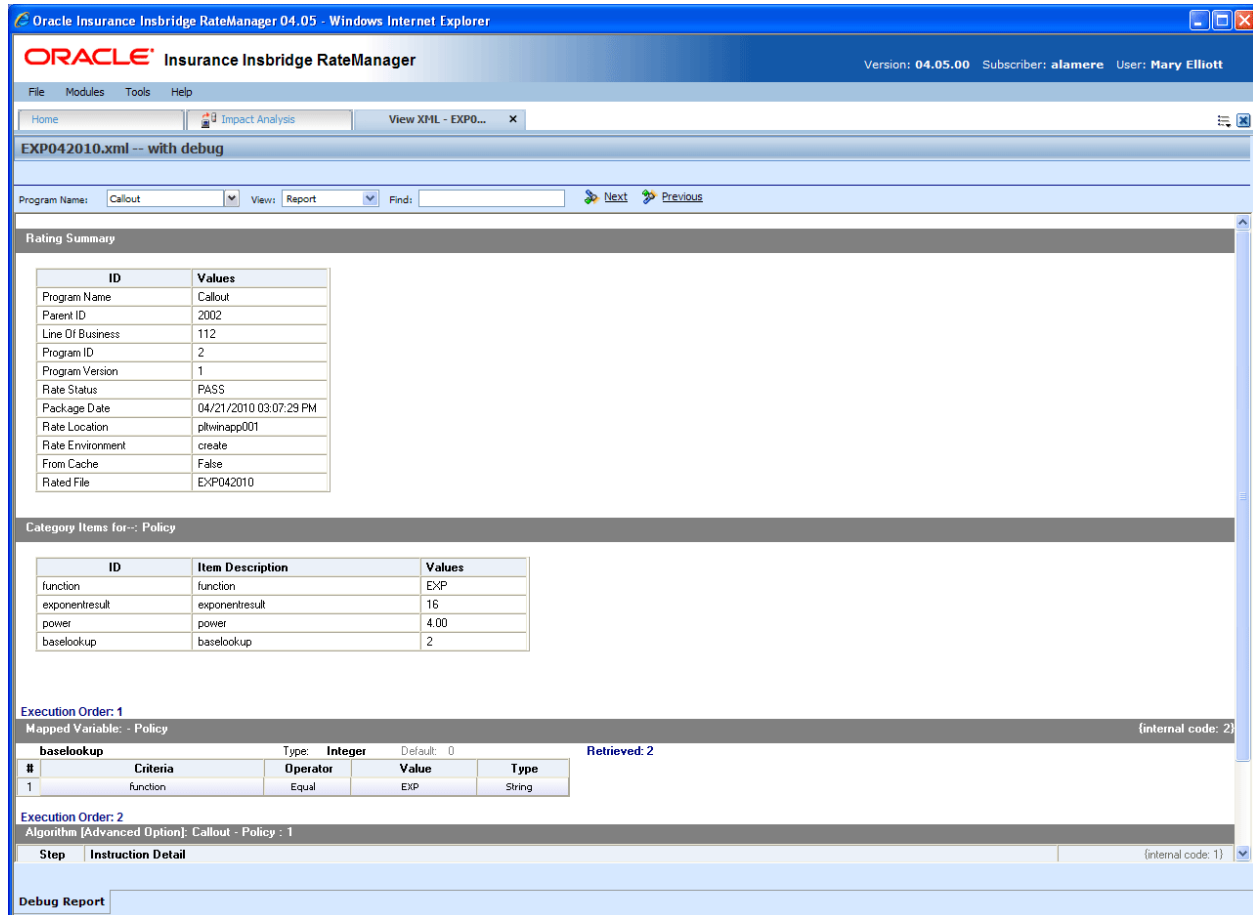 Oracle Insurance Insbridge RateManager 04.05 - Windows Internet Explorer
ORACLE® Insurance Insbridge RateManager
Version: 04.05.00 Subscriber: alamere User: Mary Elliott
File Modules Tools Help
Home Impact Analysis View XML - EXP0... x
EXP042010.xml -- with debug
Program Name: Callout View: Report Find: Next Previous
Rating Summary
ID Values
Program Name Callout
Parent ID 2002
Line Of Business 112
Program ID 2
Program Version 1
Rate Status PASS
Package Date 04/21/2010 03:07:29 PM
Rate Location pltwinapp001
Rate Environment create
From Cache False
Rated File EXP042010
Category Items for--: Policy
ID Item Description Values
function function EXP
exponentresult exponentresult 16
power power 4.00
baselookup baselookup 2
Execution Order: 1
Mapped Variable: - Policy {internal code: 2}
baselookup Type: Integer Default: 0 Retrieved: 2
# Criteria Operator Value Type
1 function Equal EXP String
Execution Order: 2
Algorithm [Advanced Option]: Callout - Policy : 1
Step Instruction Detail {internal code: 1}
Debug Report